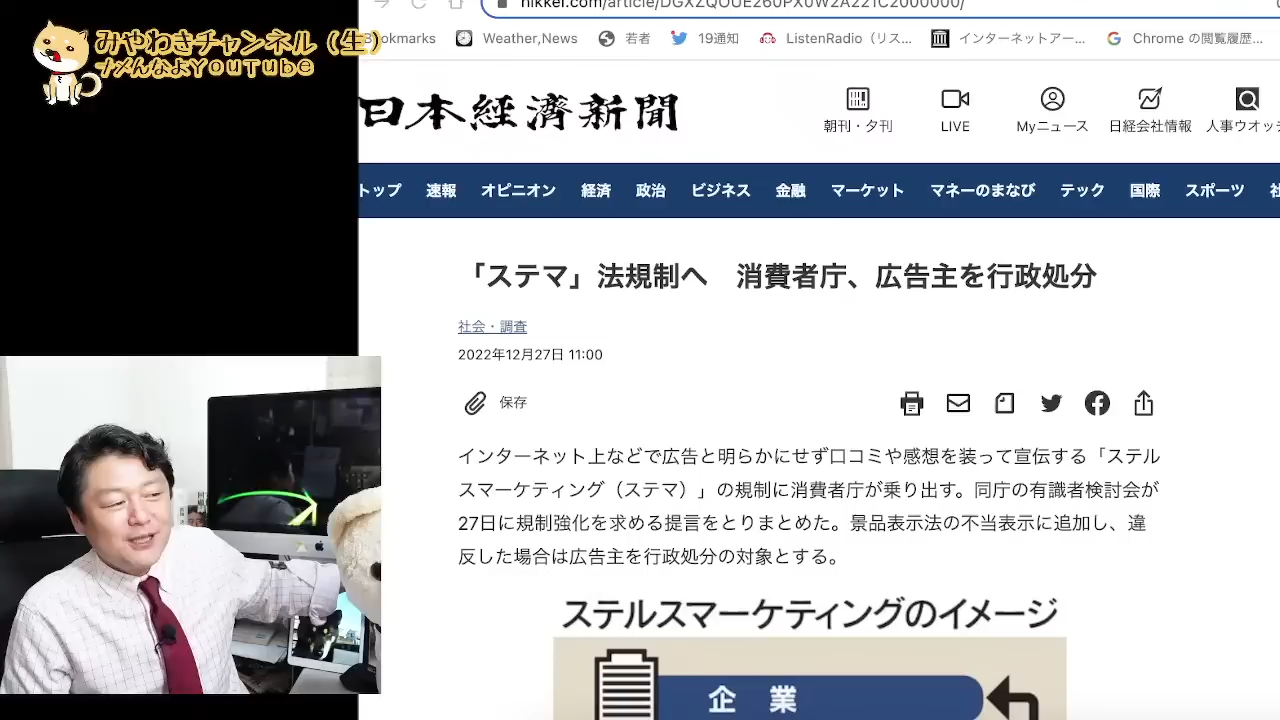 みやわきチャンネル（生）
ナメんなよYouTube
nikkei.com/article/DGXZQOUE260PX0W2A221C2000000/
Bookmarks Weather,News 若者 19通知 ListenRadio（リス... インターネットアー... Chrome の閲覧履歴...
日本経済新聞
朝刊・夕刊 LIVE Myニュース 日経会社情報 人事ウオッチ
トップ 速報 オピニオン 経済 政治 ビジネス 金融 マーケット マネーのまなび テック 国際 スポーツ 社
「ステマ」法規制へ　消費者庁、広告主を行政処分
社会・調査
2022年12月27日 11:00
保存
インターネット上などで広告と明らかにせず口コミや感想を装って宣伝する「ステル
スマーケティング（ステマ）」の規制に消費者庁が乗り出す。同庁の有識者検討会が
27日に規制強化を求める提言をとりまとめた。景品表示法の不当表示に追加し、違
反した場合は広告主を行政処分の対象とする。
ステルスマーケティングのイメージ
企 業